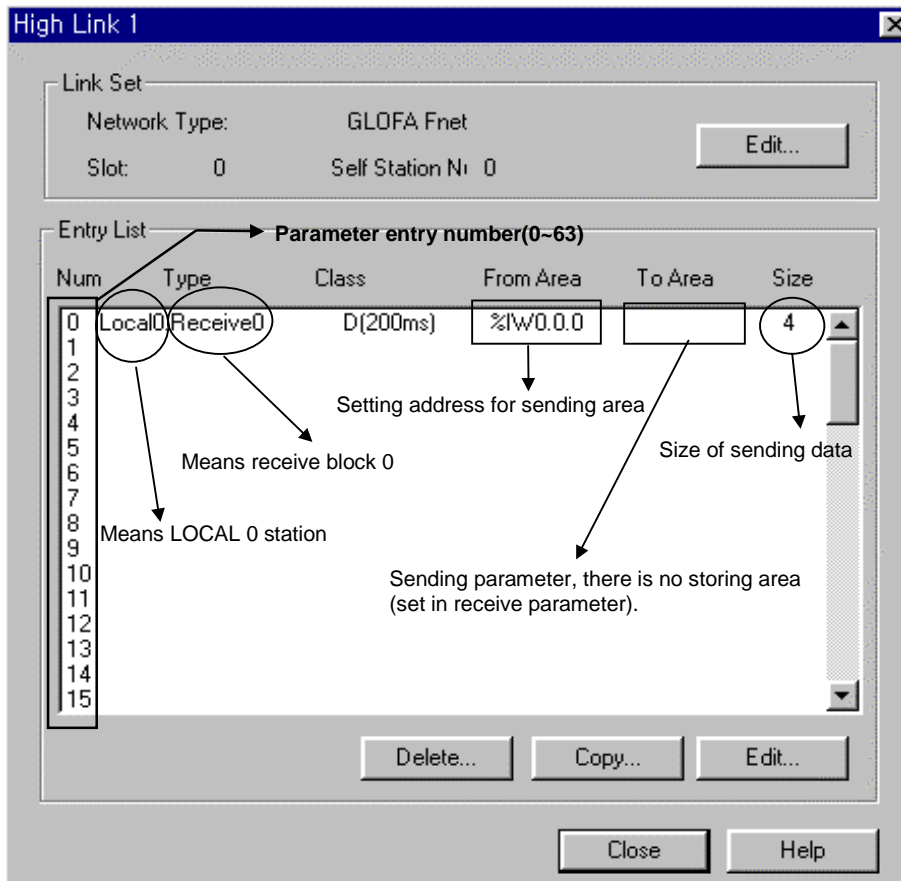 High Link 1
Link Set
Network Type: GLOFA Fnet
Edit...
Slot: 0 Self Station N 0
Entry List
Parameter entry number(0~63)
Num Type Class From Area To Area Size
0 Local0 Receive0 D(200ms) %IW0.0.0 4
1
2
3
Setting address for sending area
4
5
Size of sending data
Means receive block 0
6
7
8
Means LOCAL 0 station
9
10
Sending parameter, there is no storing area
11
(set in receive parameter).
12
13
14
15
Delete... Copy... Edit...
Close Help